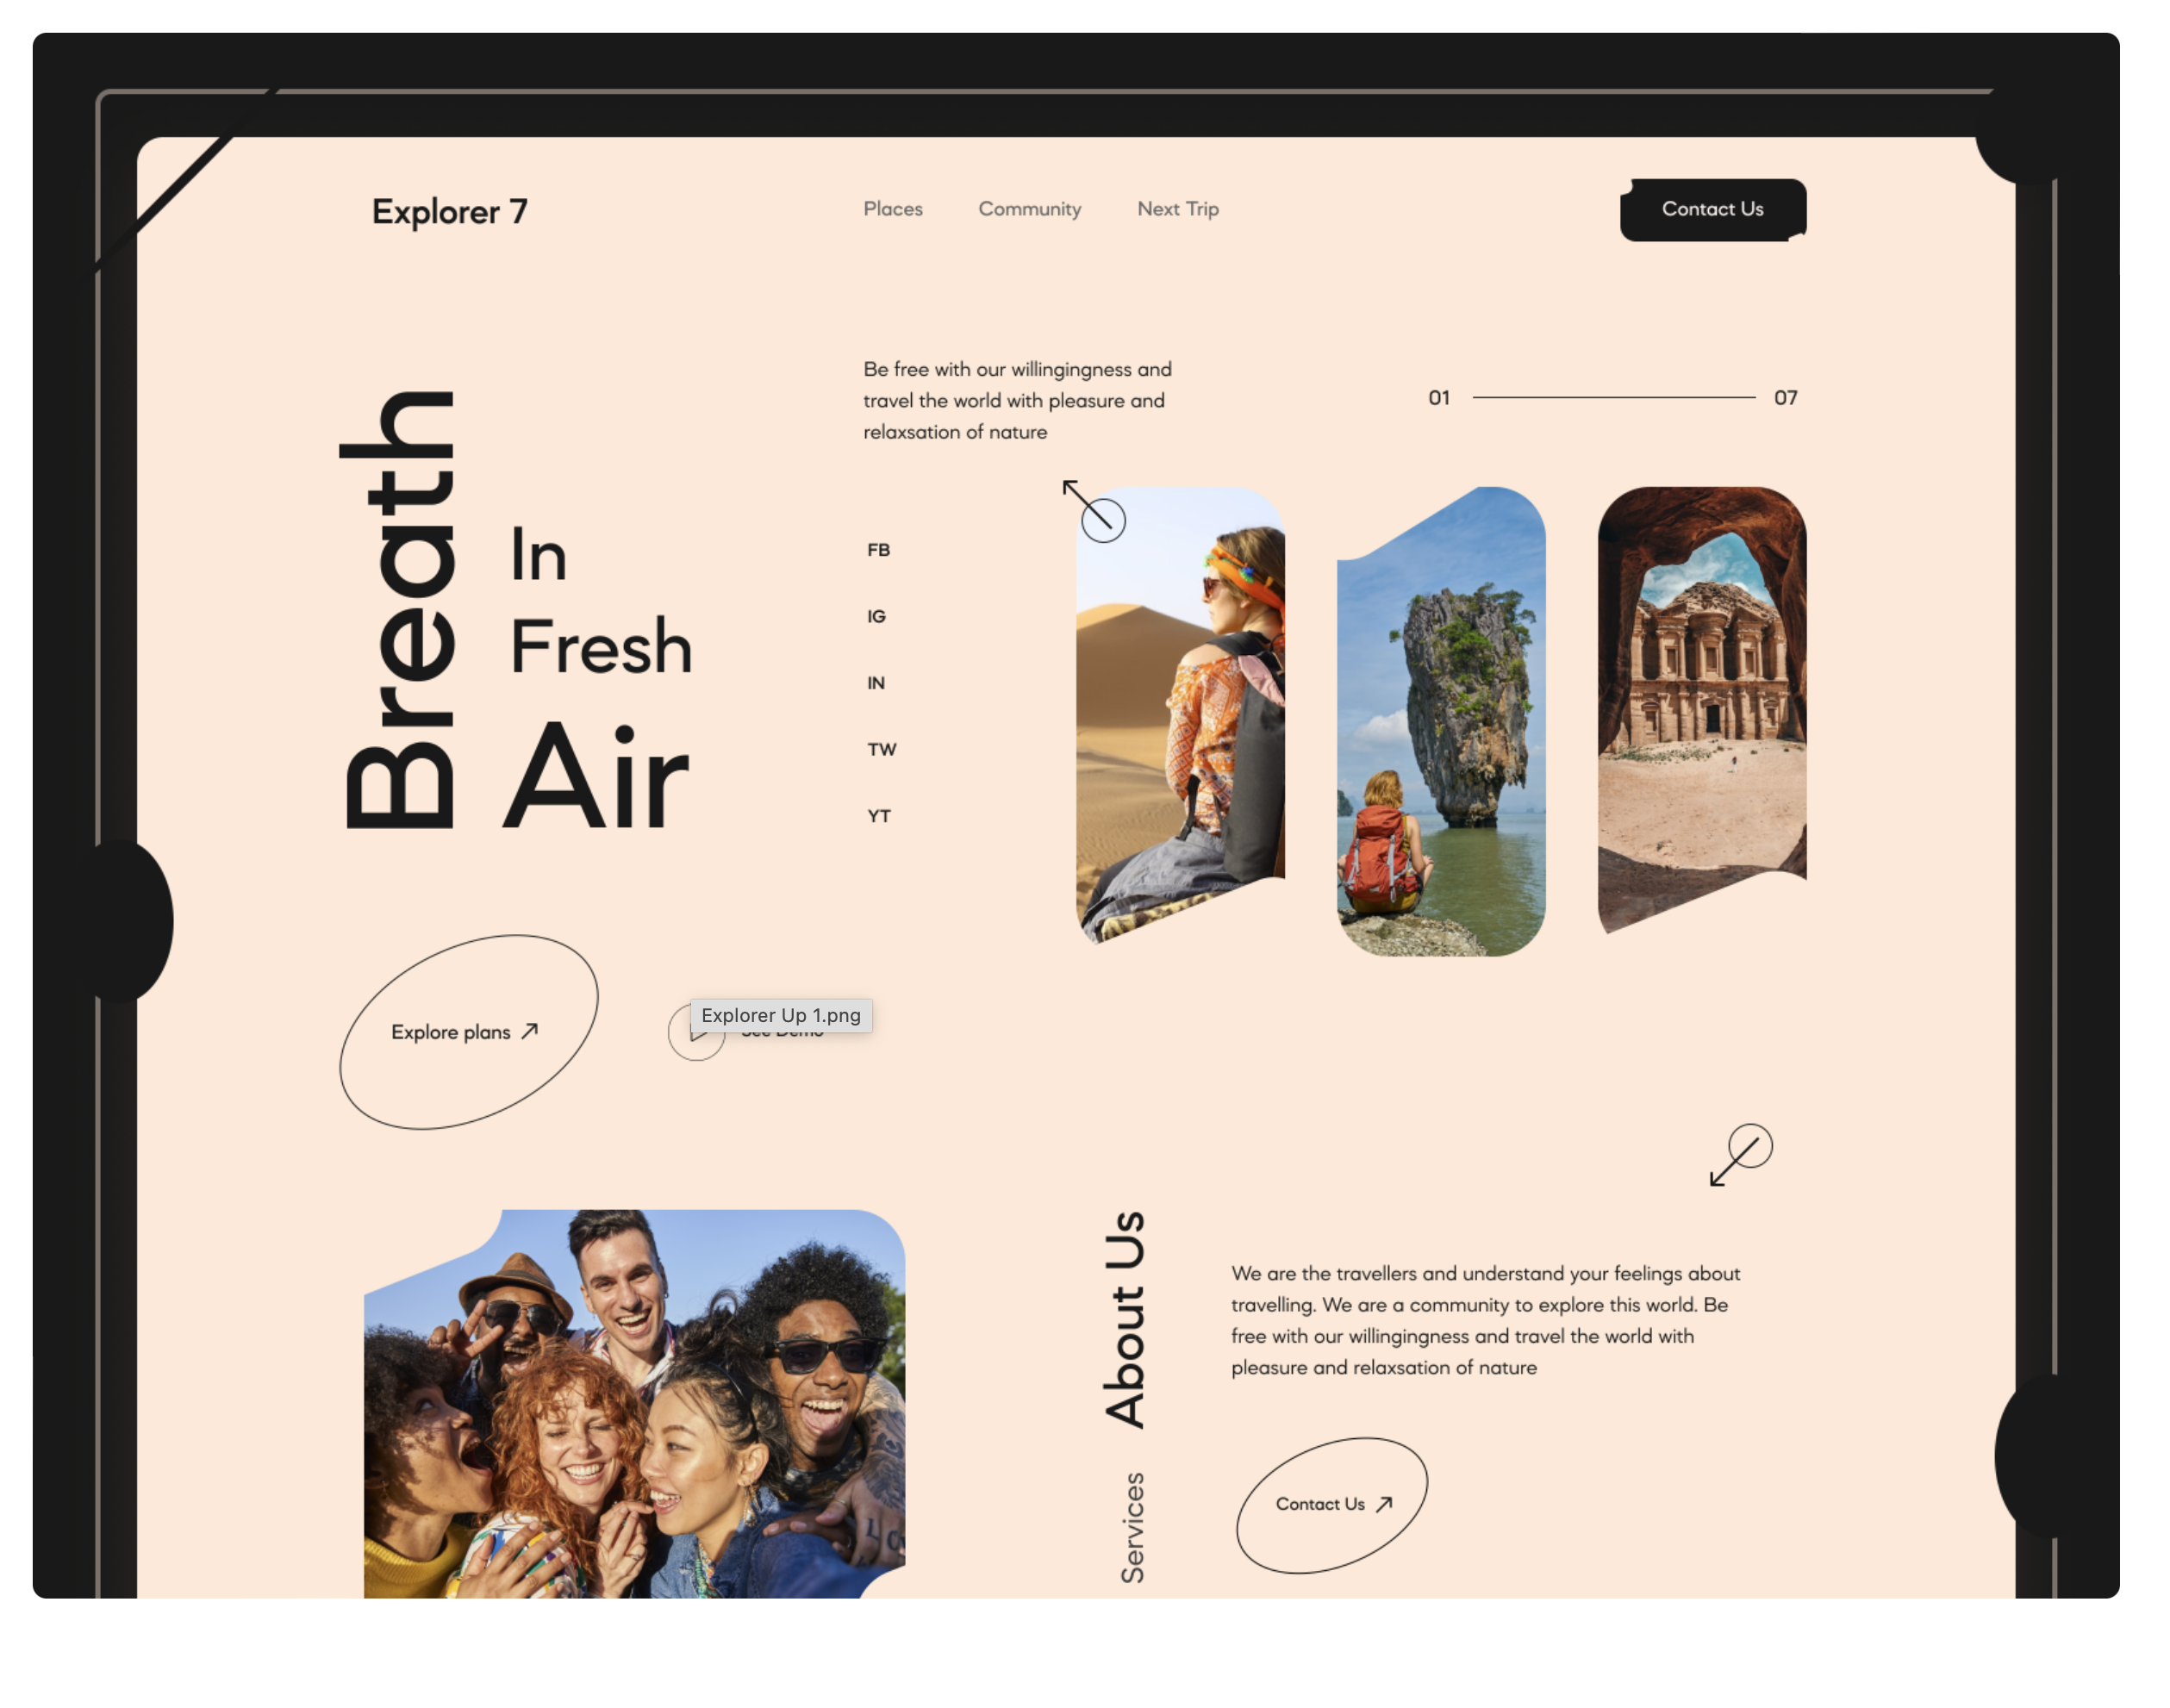 Explorer 7
Places
Community
Next Trip
Contact Us
Be free with our willingingness and
travel the world with pleasure and
relaxsation of nature
01
07
Breath
In
Fresh
Air
FB
IG
IN
TW
YT
Explore plans
Explorer Up 1.png
See Demo
About Us
Services
We are the travellers and understand your feelings about
travelling. We are a community to explore this world. Be
free with our willingingness and travel the world with
pleasure and relaxsation of nature
Contact Us